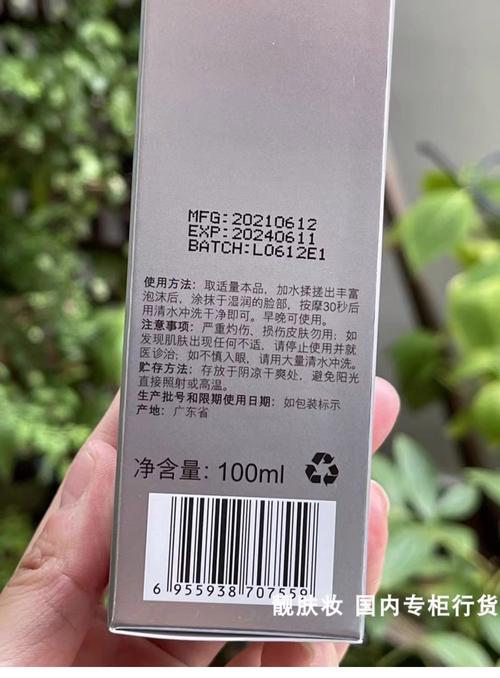 MFG:20210612
EXP:20240611
BATCH:L0612E1
使用方法：取适量本品，加水揉搓出丰富
泡沫后，涂抹于湿润的脸部，按摩30秒后
用清水冲洗干净即可。早晚可使用。
注意事项：严重灼伤、损伤皮肤勿用；如
发现肌肤出现任何不适，请停止使用并就
医诊治；如不慎入眼，请用大量清水冲洗。
贮存方法：存放于阴凉干爽处，避免阳光
直接照射或高温。
生产批号和限期使用日期：如包装标示
产地：广东省
净含量：100ml
6 955938 707559
靓肤妆 国内专柜行货